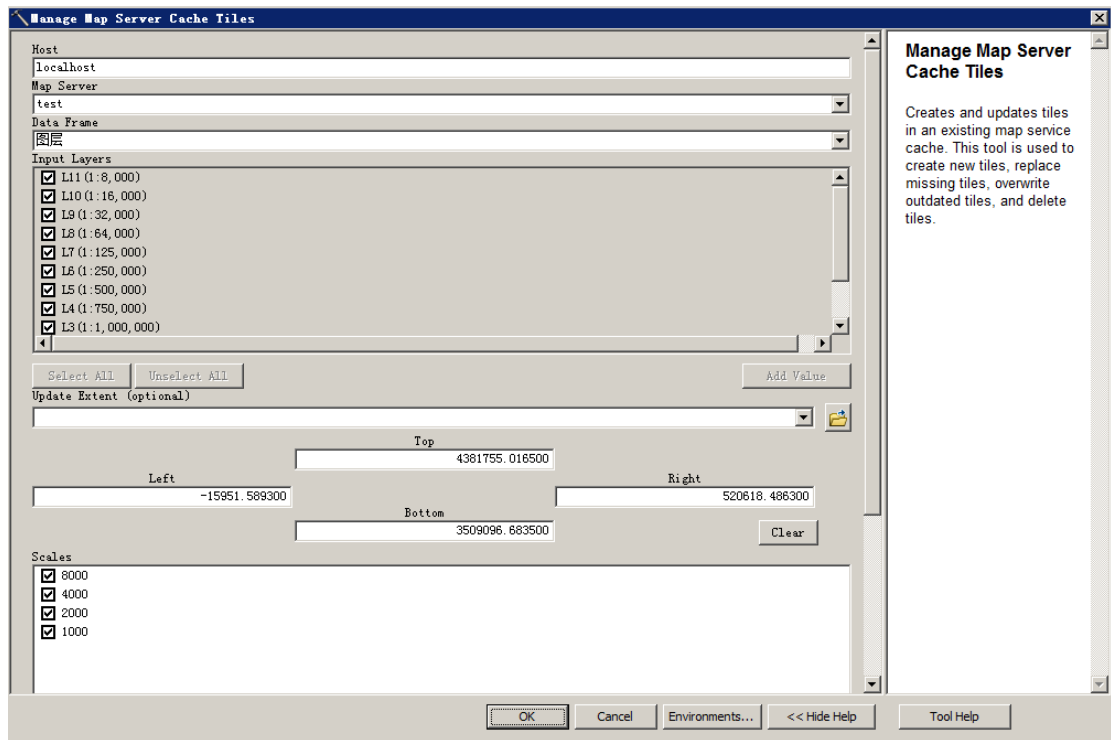 Manage Map Server Cache Tiles
Host
localhost
Map Server
test
Data Frame
图层
Input Layers
L11(1:8,000)
L10(1:16,000)
L9(1:32,000)
L8(1:64,000)
L7(1:125,000)
L6(1:250,000)
L5(1:500,000)
L4(1:750,000)
L3(1:1,000,000)
Select All Unselect All Add Value
Update Extent (optional)
Top
4381755.016500
Left Right
-15951.589300 520618.486300
Bottom
3509096.683500
Clear
Scales
8000
4000
2000
1000
OK Cancel Environments... << Hide Help Tool Help
Manage Map Server
Cache Tiles
Creates and updates tiles
in an existing map service
cache. This tool is used to
create new tiles, replace
missing tiles, overwrite
outdated tiles, and delete
tiles.